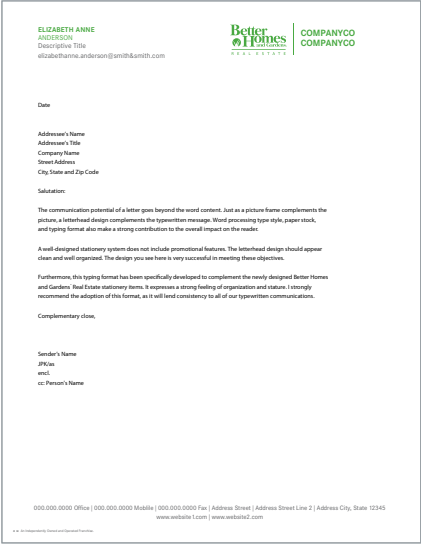 ELIZABETH ANNE
ANDERSON
Descriptive Title
elizabethanne.anderson@smith&smith.com
Better
Homes
and Gardens
REAL ESTATE
COMPANYCO
COMPANYCO
Date
Addressee's Name
Addressee's Title
Company Name
Street Address
City, State and Zip Code
Salutation:
The communication potential of a letter goes beyond the word content. Just as a picture frame complements the
picture, a letterhead design complements the typewritten message. Word processing type style, paper stock,
and typing format also make a strong contribution to the overall impact on the reader.
A well-designed stationery system does not include promotional features. The letterhead design should appear
clean and well organized. The design you see here is very successful in meeting these objectives.
Furthermore, this typing format has been specifically developed to complement the newly designed Better Homes
and Gardens® Real Estate stationery items. It expresses a strong feeling of organization and stature. I strongly
recommend the adoption of this format, as it will lend consistency to all of our typewritten communications.
Complementary close,
Sender's Name
JPK/as
encl.
cc: Person's Name
000.000.0000 Office | 000.000.0000 Mobile | 000.000.0000 Fax | Address Street | Address Street Line 2 | Address City, State 12345
www.website1.com | www.website2.com
An Independently Owned and Operated Franchise.